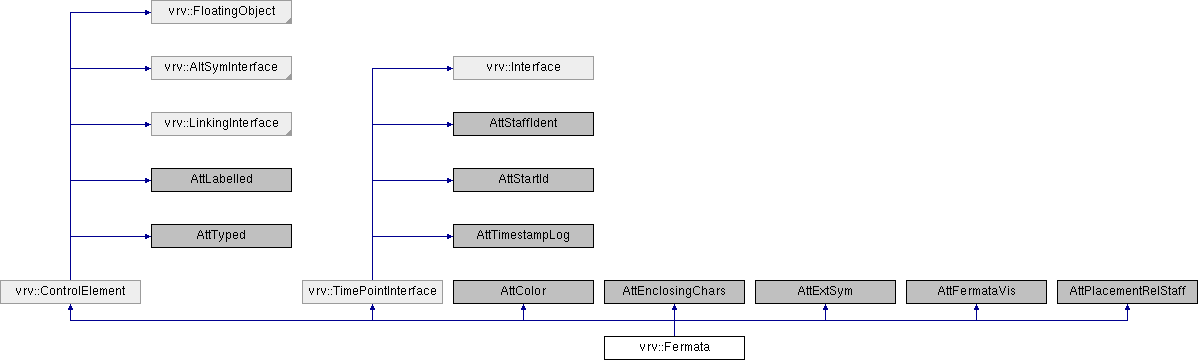 vrv::FloatingObject
vrv::AltSymInterface
vrv::Interface
vrv::LinkingInterface
AttStaffIdent
AttLabelled
AttStartId
AttTyped
AttTimestampLog
vrv::ControlElement
vrv::TimePointInterface
AttColor
AttEnclosingChars
AttExtSym
AttFermataVis
AttPlacementRelStaff
vrv::Fermata